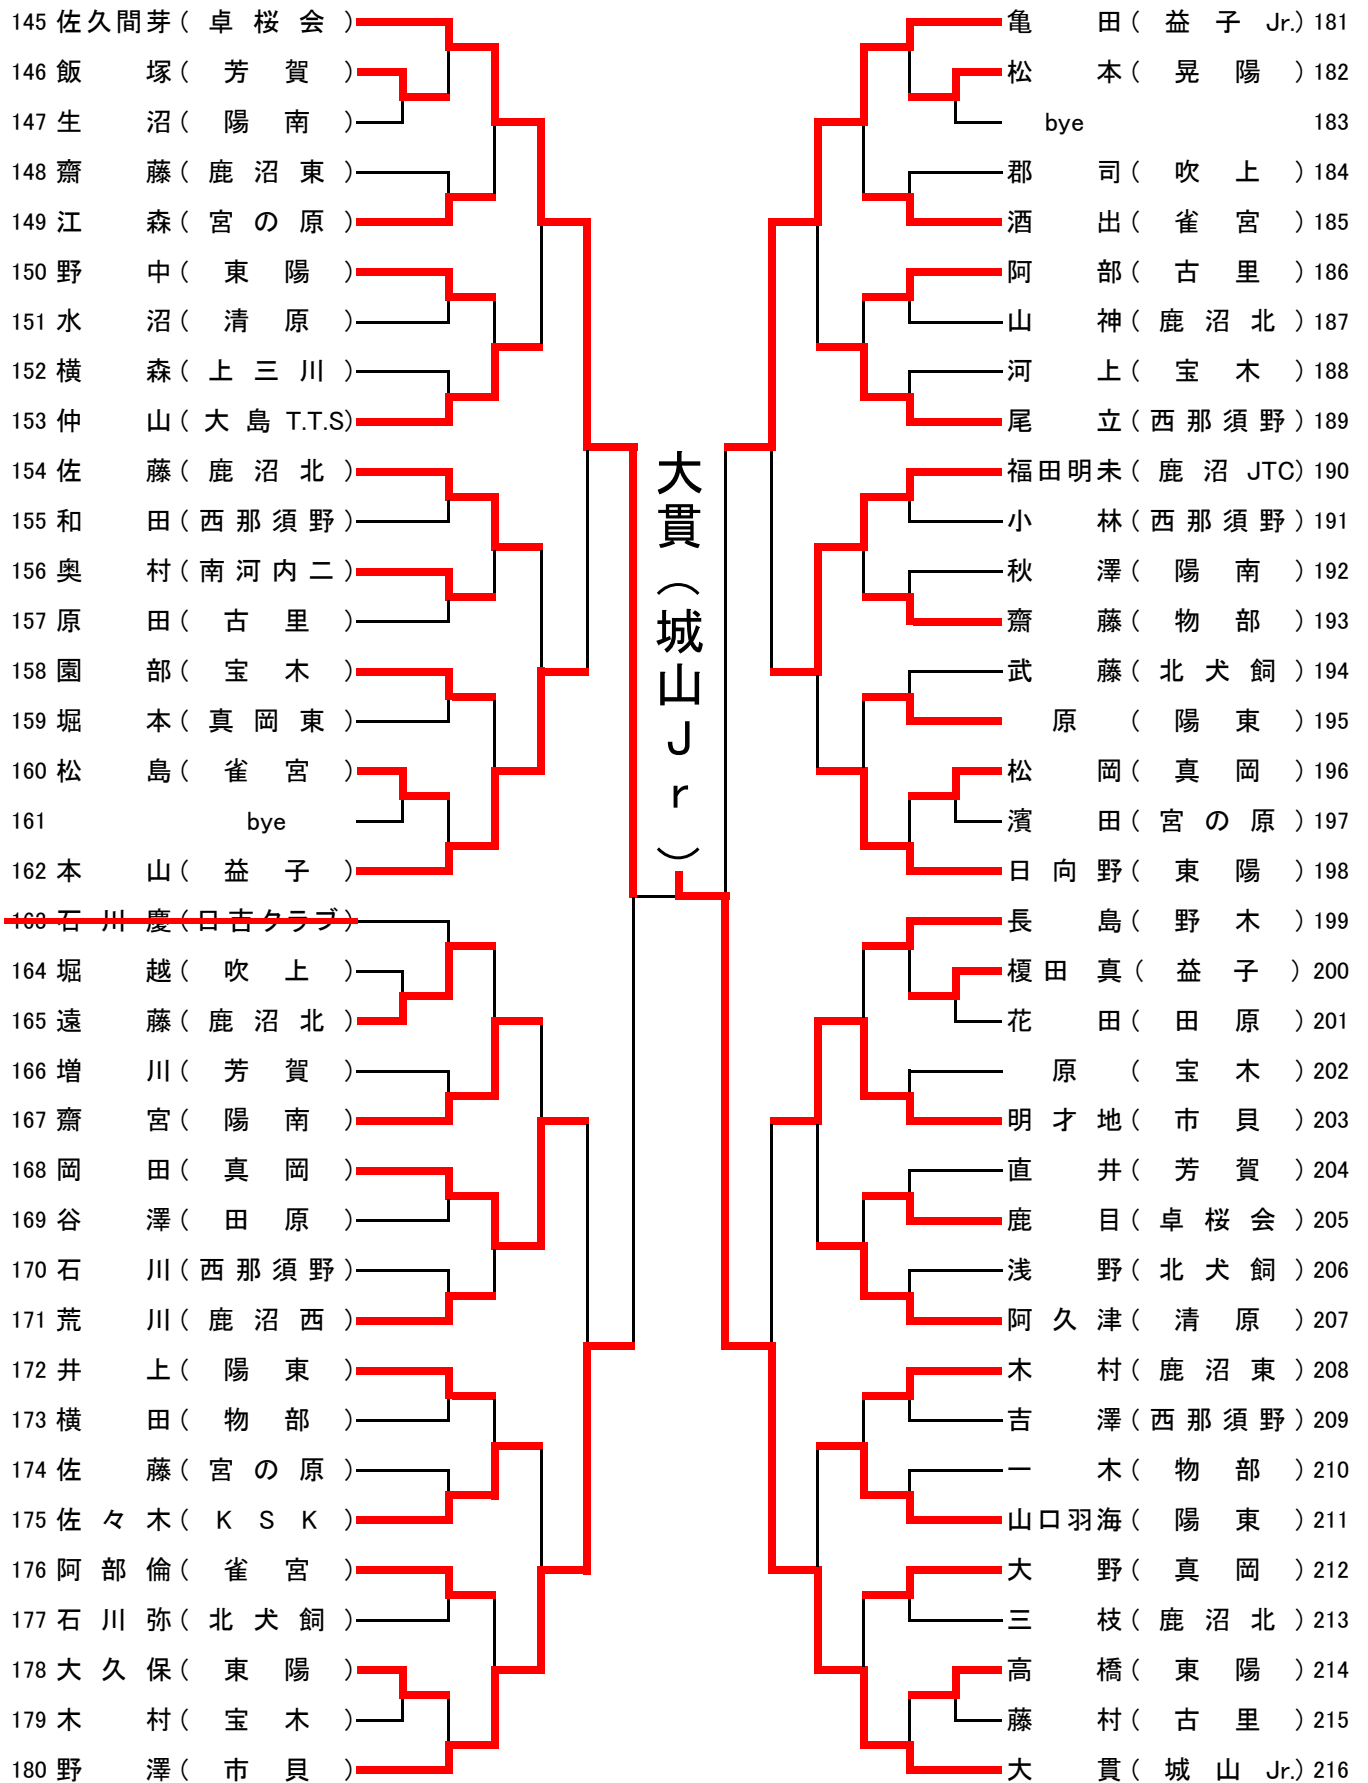 145 佐久間芽(卓桜会)
146 飯塚(芳賀)
147 生沼(陽南)
148 齋藤(鹿沼東)
149 江森(宮の原)
150 野中(東陽)
151 水沼(清原)
152 横森(上三川)
153 仲山(大島T.T.S)
154 佐藤(鹿沼北)
155 和田(西那須野)
156 奥村(南河内二)
157 原田(古里)
158 園部(宝木)
159 堀本(真岡東)
160 松島(雀宮)
161 bye
162 本山(益子)
163 石川慶(日吉クラブ)
164 堀越(吹上)
165 遠藤(鹿沼北)
166 増川(芳賀)
167 齋宮(陽南)
168 岡田(真岡)
169 谷澤(田原)
170 石川(西那須野)
171 荒川(鹿沼西)
172 井上(陽東)
173 横田(物部)
174 佐藤(宮の原)
175 佐々木(KSK)
176 阿部倫(雀宮)
177 石川弥(北犬飼)
178 大久保(東陽)
179 木村(宝木)
180 野澤(市貝)
大貫(城山Jr)
亀田(益子Jr.) 181
松本(晃陽) 182
bye 183
郡司(吹上) 184
酒出(雀宮) 185
阿部(古里) 186
山神(鹿沼北) 187
河上(宝木) 188
尾立(西那須野) 189
福田明未(鹿沼JTC) 190
小林(西那須野) 191
秋澤(陽南) 192
齋藤(物部) 193
武藤(北犬飼) 194
原(陽東) 195
松岡(真岡) 196
濱田(宮の原) 197
日向野(東陽) 198
長島(野木) 199
榎田真(益子) 200
花田(田原) 201
原(宝木) 202
明才地(市貝) 203
直井(芳賀) 204
鹿目(卓桜会) 205
浅野(北犬飼) 206
阿久津(清原) 207
木村(鹿沼東) 208
吉澤(西那須野) 209
一木(物部) 210
山口羽海(陽東) 211
大野(真岡) 212
三枝(鹿沼北) 213
高橋(東陽) 214
藤村(古里) 215
大貫(城山Jr.) 216